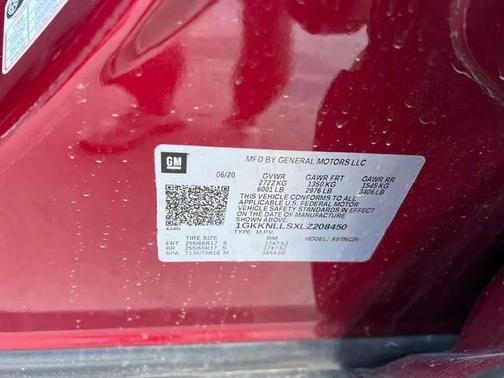 GM
MFD BY GENERAL MOTORS LLC
06/20 GVWR GAWR FRT GAWR RR
2722 KG 1350 KG 1545 KG
6001 LB 2976 LB 3406 LB
THIS VEHICLE CONFORMS TO ALL
APPLICABLE U.S. FEDERAL MOTOR
VEHICLE SAFETY STANDARDS IN EFFECT
ON THE DATE OF MANUFACTURE
SHOWN ABOVE.
1GKKNLLSXLZ208450
TYPE: M.P.V.
TIRE SIZE RIM MODEL:
FRT 255/65R17 S 17X7.5J
RR 255/65R17 S 17X7.5J
SPA T135/70R18 M 18X4.5J